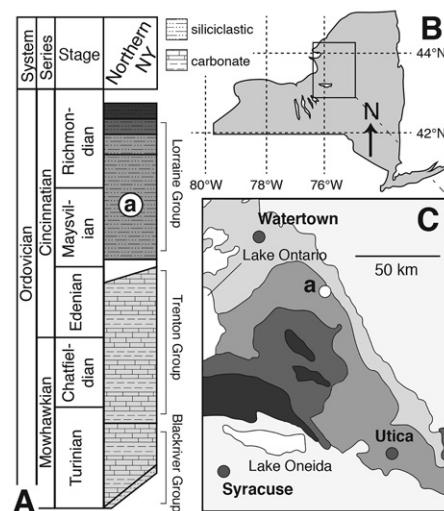 System
Series
Stage
Northern NY
siliciclastic
carbonate
Ordovician
Cincinnatian
Mowhawkian
Richmon-
dian
Maysvil-
ian
Edenian
Chatfiel-
dian
Turinian
a
Lorraine Group
Trenton Group
Blackriver Group
A
B
44°N
42°N
N
80°W
78°W
76°W
C
Watertown
Lake Ontario
50 km
a
Utica
Lake Oneida
Syracuse